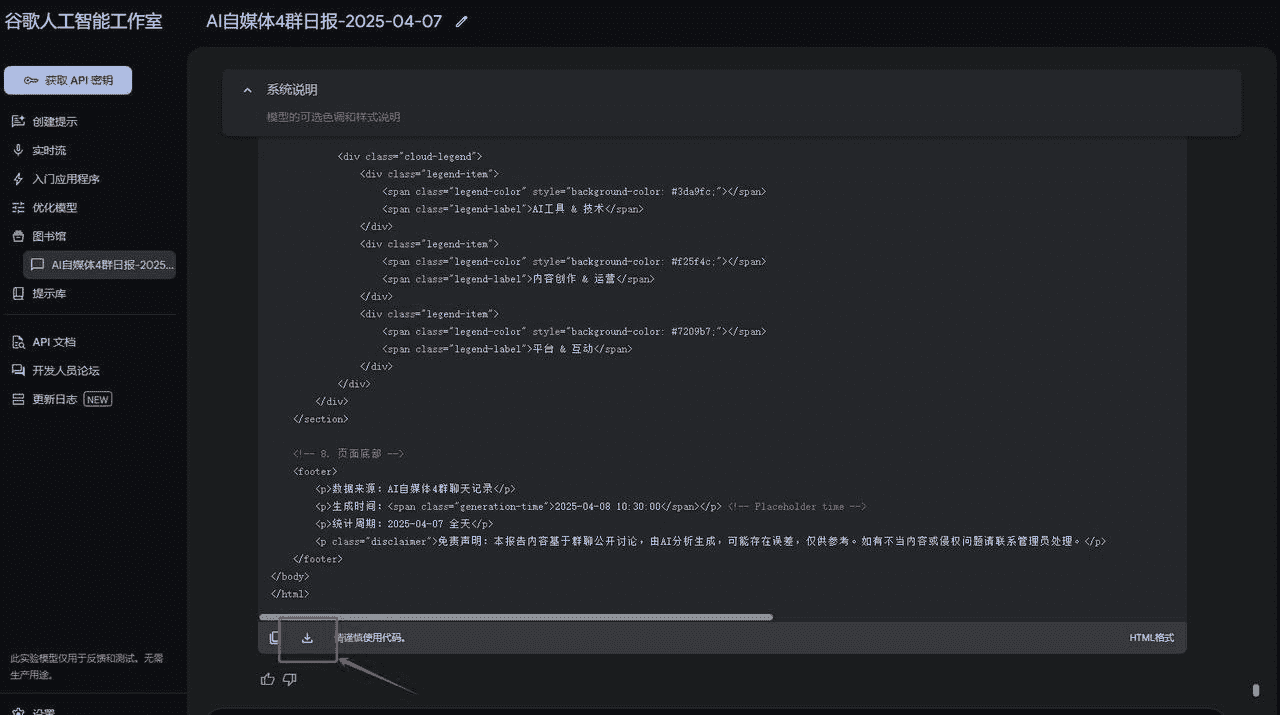 谷歌人工智能工作室
AI自媒体4群日报-2025-04-07
获取 API 密钥
创建提示
实时流
入门应用程序
优化模型
图书馆
AI自媒体4群日报-2025...
提示库
API 文档
开发人员论坛
更新日志 NEW
此实验模型仅用于反馈和测试。无需
生产用途。
设置
系统说明
模型的可选色调和样式说明
<div class="cloud-legend">
<div class="legend-item">
<span class="legend-color" style="background-color: #3da9fc;"></span>
<span class="legend-label">AI工具 & 技术</span>
</div>
<div class="legend-item">
<span class="legend-color" style="background-color: #f25f4c;"></span>
<span class="legend-label">内容创作 & 运营</span>
</div>
<div class="legend-item">
<span class="legend-color" style="background-color: #7209b7;"></span>
<span class="legend-label">平台 & 互动</span>
</div>
</div>
</div>
</section>
<!-- 8. 页面底部 -->
<footer>
<p>数据来源: AI自媒体4群聊天记录</p>
<p>生成时间: <span class="generation-time">2025-04-08 10:30:00</span></p> <!-- Placeholder time -->
<p>统计周期: 2025-04-07 全天</p>
<p class="disclaimer">免责声明: 本报告内容基于群聊公开讨论，由AI分析生成，可能存在误差，仅供参考。如有不当内容或侵权问题请联系管理员处理。</p>
</footer>
</body>
</html>
请谨慎使用代码。
HTML格式